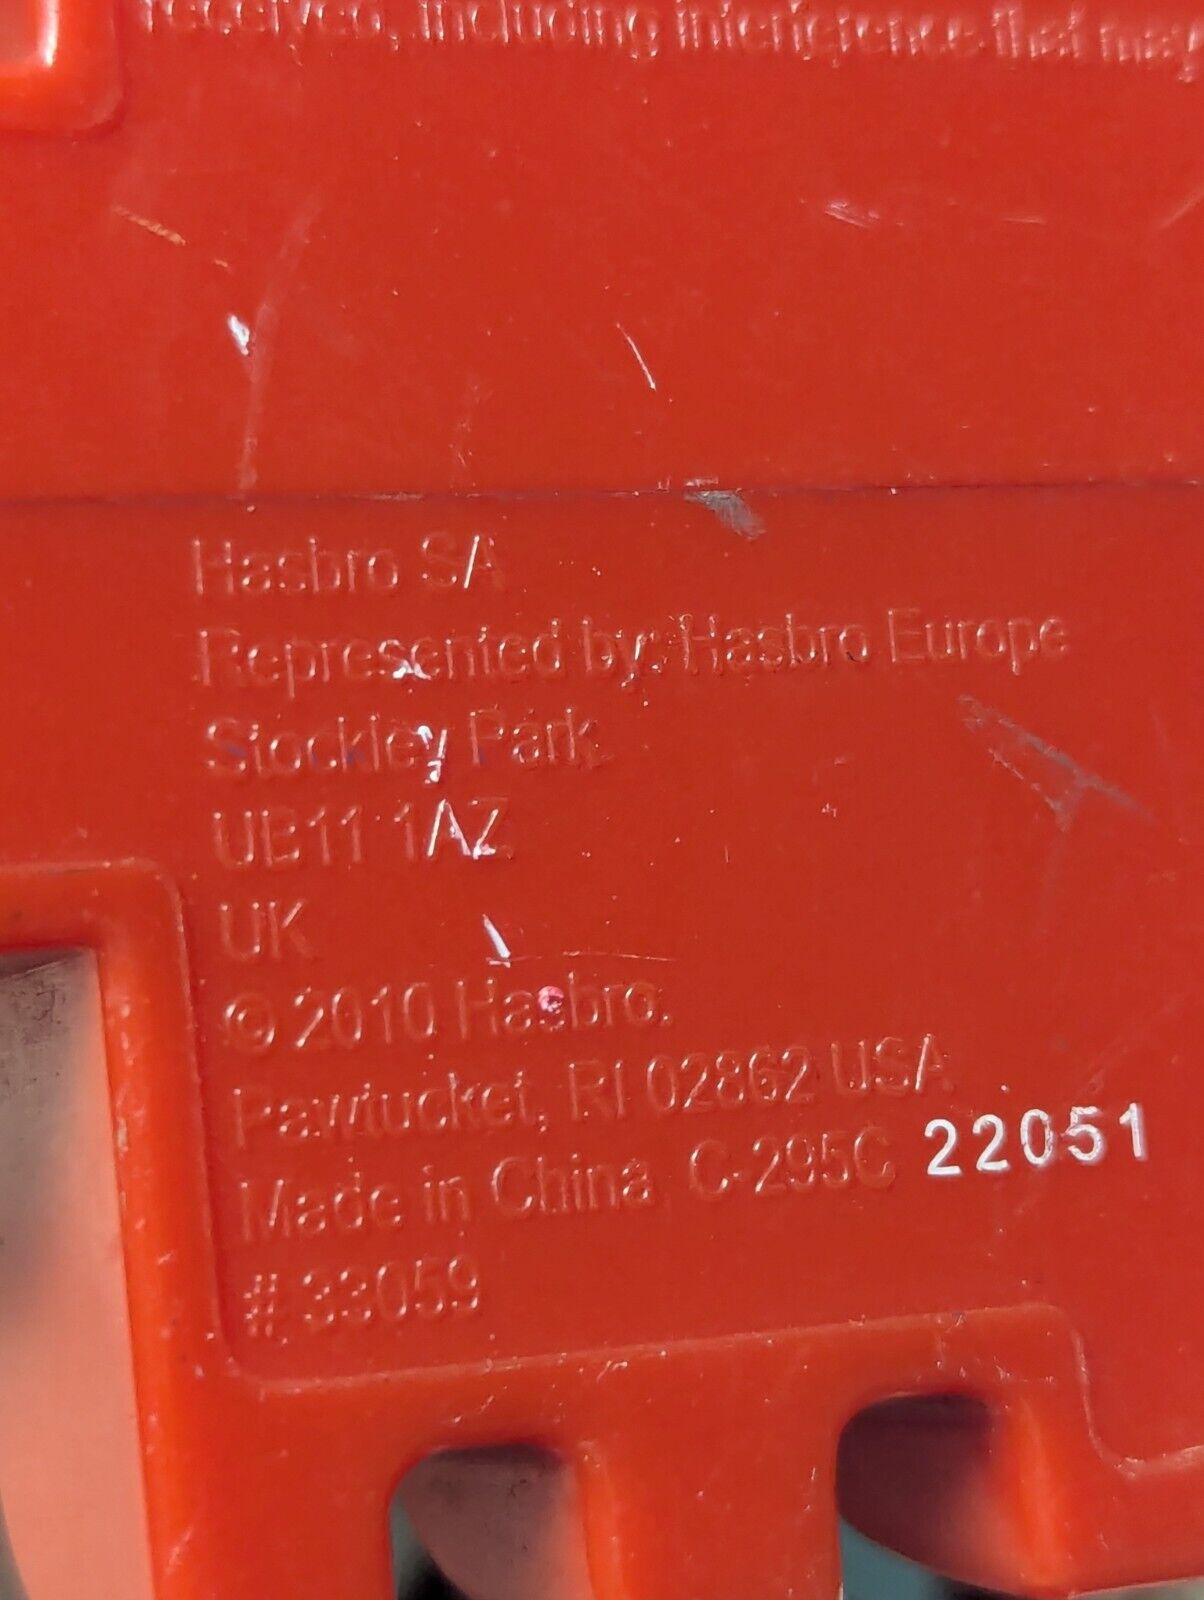 received, including interference that may
Hasbro SA
Represented by: Hasbro Europe
Stockley Park
UB11 1AZ
UK
© 2010 Hasbro.
Pawtucket, RI 02862 USA
Made in China C-295C 22051
# 33059